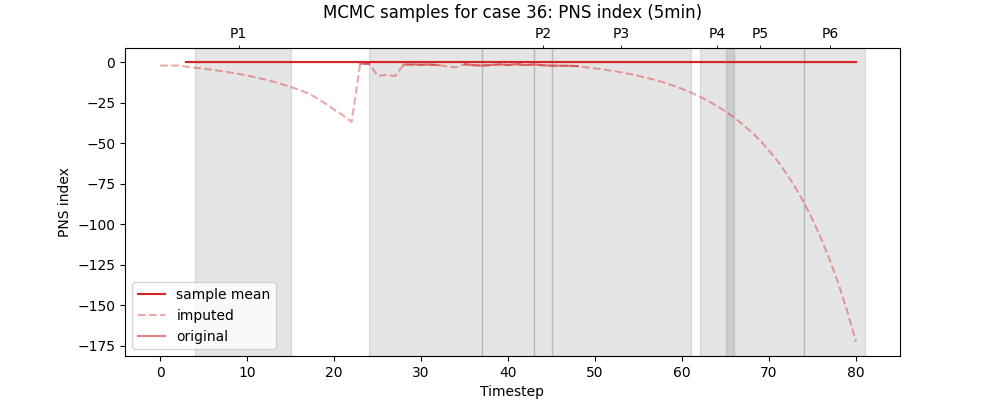 MCMC samples for case 36: PNS index (5min)
P1 P2 P3 P4 P5 P6
PNS index
0
−25
−50
−75
−100
−125
−150
−175
sample mean
imputed
original
0 10 20 30 40 50 60 70 80
Timestep